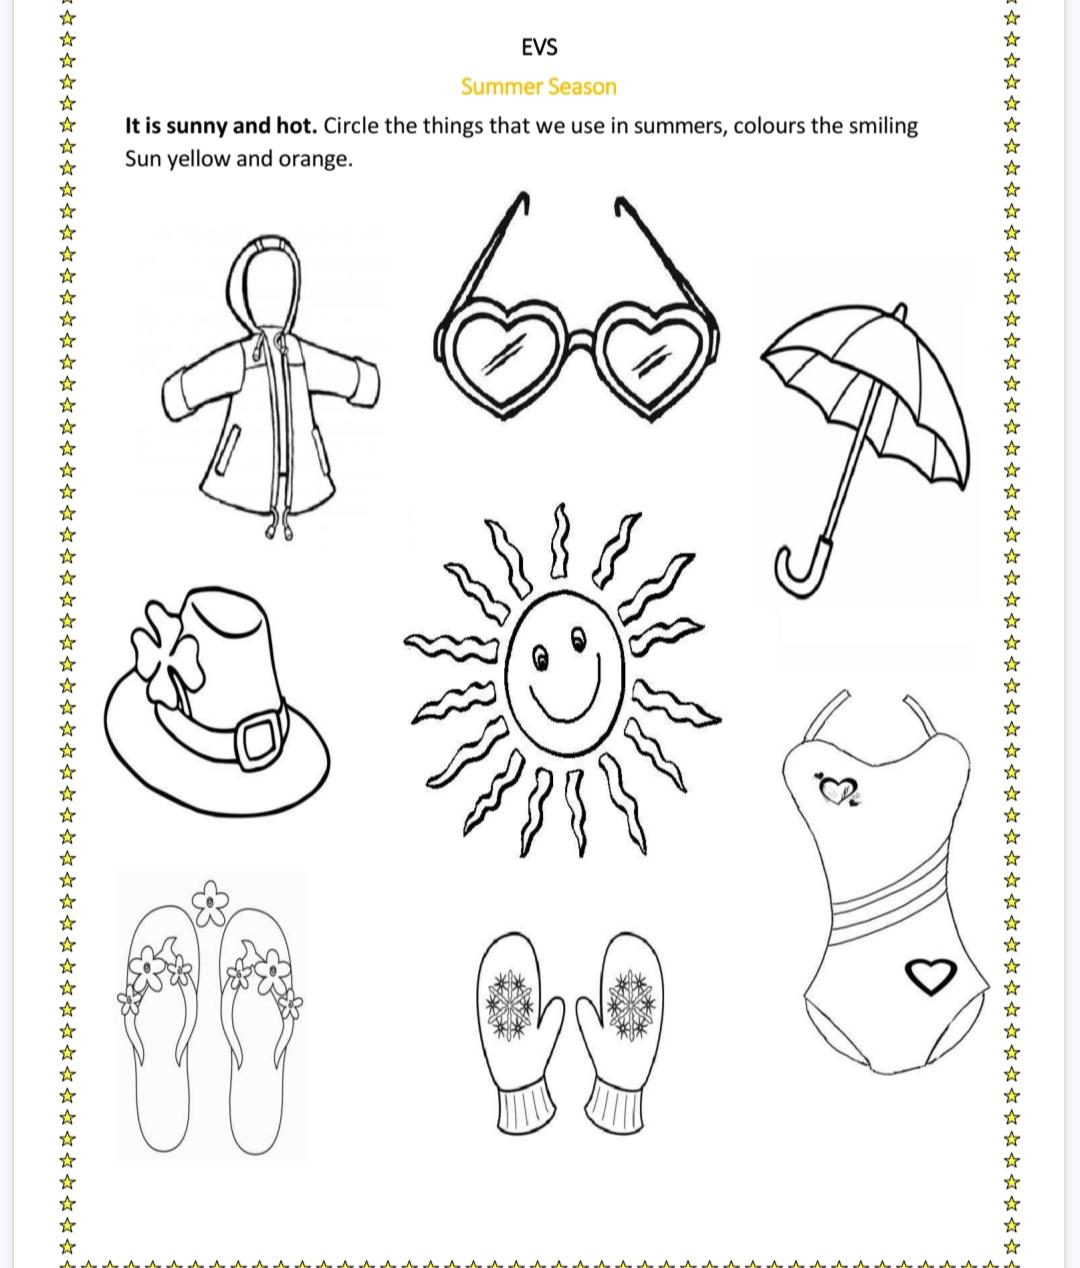 EVS
Summer Season
It is sunny and hot. Circle the things that we use in summers, colours the smiling
Sun yellow and orange.